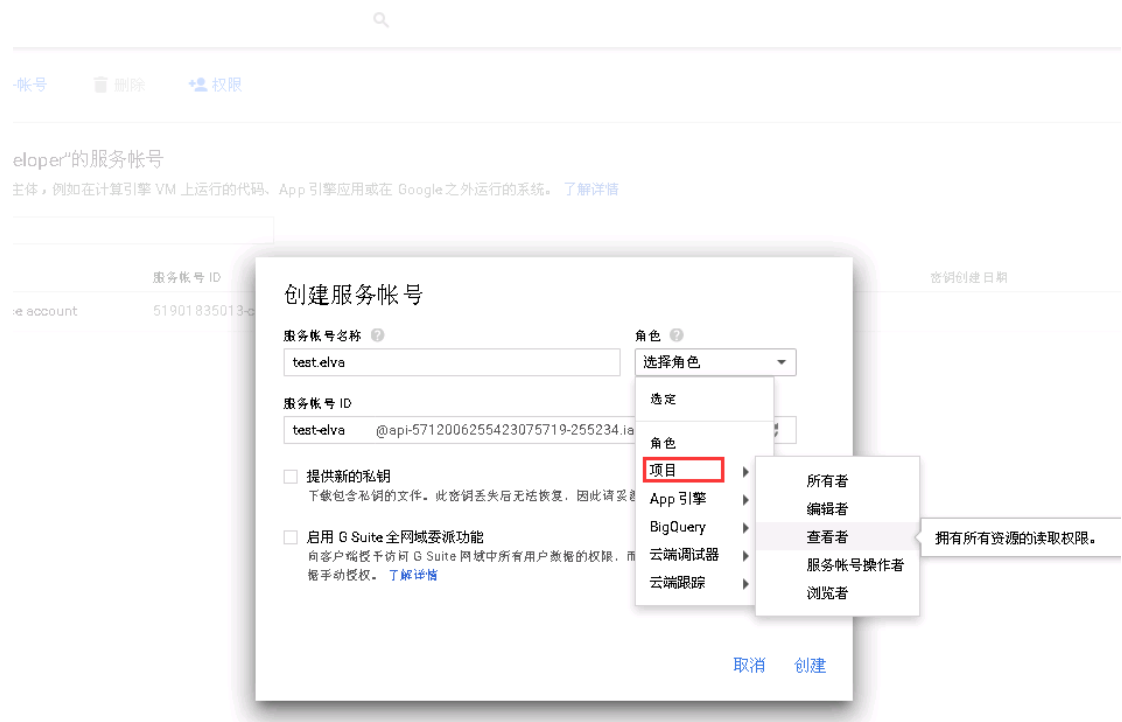 -帐号 删除 权限
eloper"的服务帐号
主体，例如在计算引擎 VM 上运行的代码、App 引擎应用或在 Google 之外运行的系统。 了解详情
服务帐号 ID 密钥创建日期
account 51901835013-c
创建服务帐号
服务帐号名称 角色
test.elva 选择角色
选定
服务帐号 ID
test-elva @api-5712006255423075719-255234.ia
角色
项目
提供新的私钥
下载包含私钥的文件。此密钥丢失后无法恢复，因此请妥善
App 引擎
BigQuery
启用 G Suite 全网域委派功能
向客户端授予访问 G Suite 网域中所有用户数据的权限，而
据手动授权。 了解详情
云端调试器
云端跟踪
所有者
编辑者
查看者 拥有所有资源的读取权限。
服务帐号操作者
浏览者
取消 创建